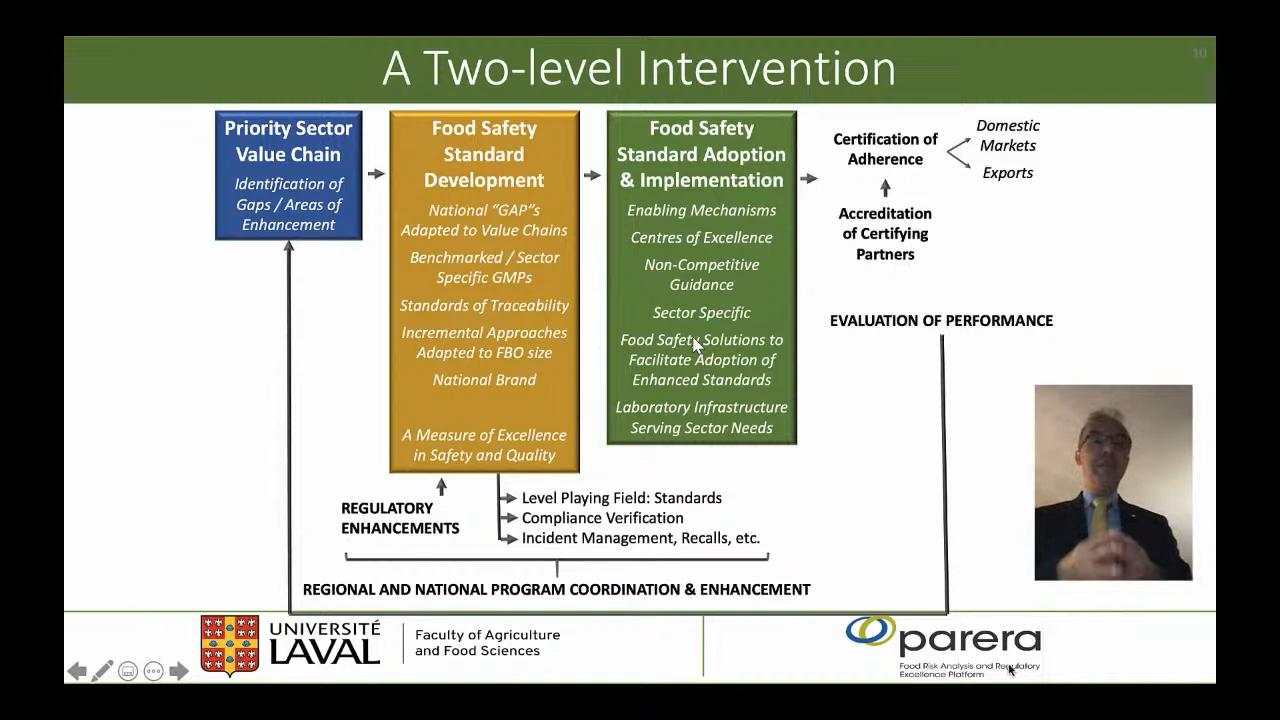 A Two-level Intervention
10
Priority Sector
Value Chain
Identification of
Gaps / Areas of
Enhancement
Food Safety
Standard
Development
National “GAP”s
Adapted to Value Chains
Benchmarked / Sector
Specific GMPs
Standards of Traceability
Incremental Approaches
Adapted to FBO size
National Brand
A Measure of Excellence
in Safety and Quality
Food Safety
Standard Adoption
& Implementation
Enabling Mechanisms
Centres of Excellence
Non-Competitive
Guidance
Sector Specific
Food Safety Solutions to
Facilitate Adoption of
Enhanced Standards
Laboratory Infrastructure
Serving Sector Needs
Certification of
Adherence
Domestic
Markets
Exports
Accreditation
of Certifying
Partners
EVALUATION OF PERFORMANCE
REGULATORY
ENHANCEMENTS
Level Playing Field: Standards
Compliance Verification
Incident Management, Recalls, etc.
REGIONAL AND NATIONAL PROGRAM COORDINATION & ENHANCEMENT
UNIVERSITÉ
LAVAL
Faculty of Agriculture
and Food Sciences
parera
Food Risk Analysis and Regulatory
Excellence Platform